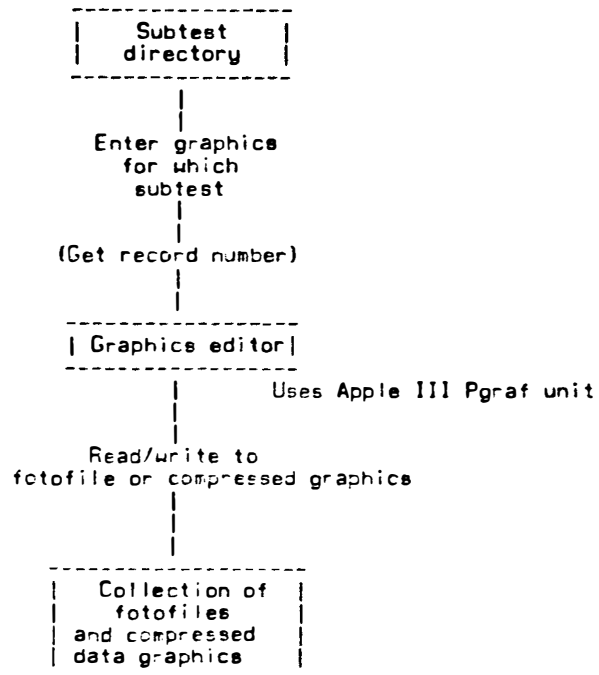 Subtest
directory
Enter graphics
for which
subtest
(Get record number)
Graphics editor
Uses Apple III Pgraf unit
Read/write to
fotofile or compressed graphics
Collection of
fotofiles
and compressed
data graphics